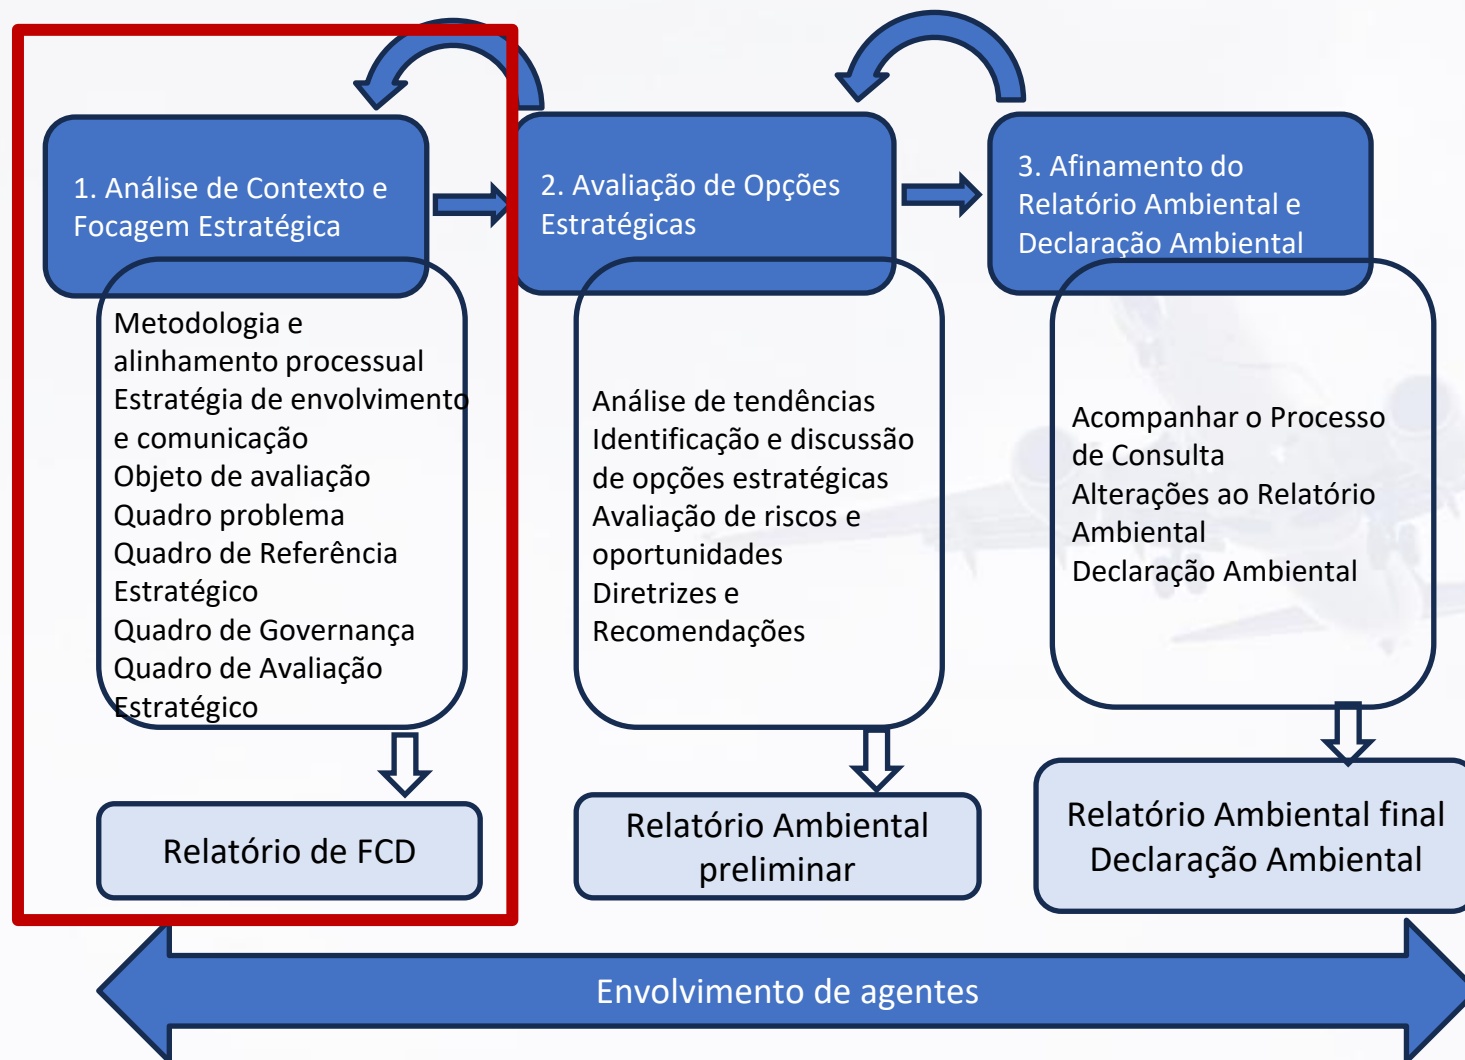 1. Análise de Contexto e
Focagem Estratégica
Metodologia e
alinhamento processual
Estratégia de envolvimento
e comunicação
Objeto de avaliação
Quadro problema
Quadro de Referência
Estratégico
Quadro de Governança
Quadro de Avaliação
Estratégico
Relatório de FCD
2. Avaliação de Opções
Estratégicas
Análise de tendências
Identificação e discussão
de opções estratégicas
Avaliação de riscos e
oportunidades
Diretrizes e
Recomendações
Relatório Ambiental
preliminar
3. Afinamento do
Relatório Ambiental e
Declaração Ambiental
Acompanhar o Processo
de Consulta
Alterações ao Relatório
Ambiental
Declaração Ambiental
Relatório Ambiental final
Declaração Ambiental
Envolvimento de agentes